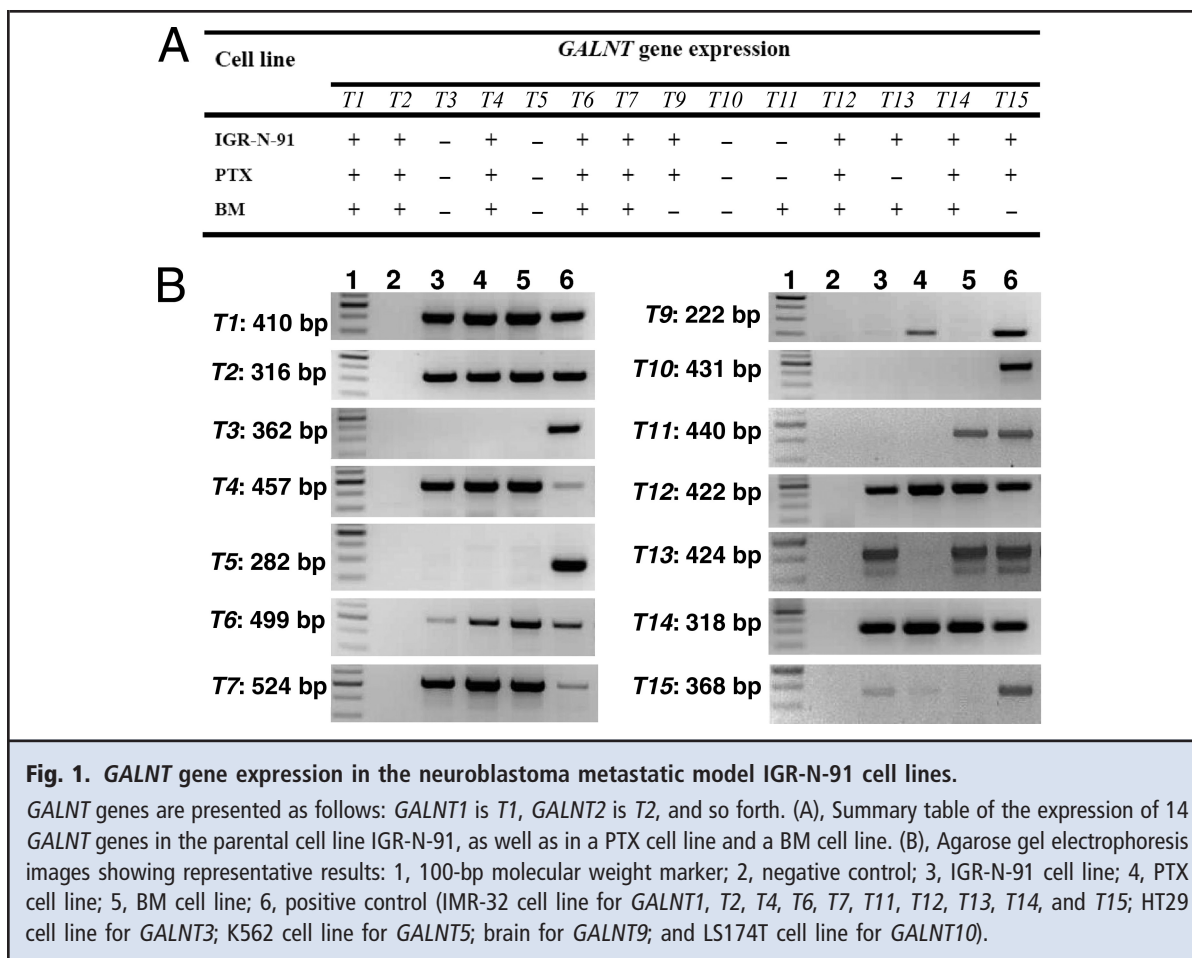 A
Cell line
GALNT gene expression
T1 T2 T3 T4 T5 T6 T7 T9 T10 T11 T12 T13 T14 T15
IGR-N-91 + + – + – + + + – – + + + +
PTX + + – + – + + + – – + – + +
BM + + – + – + + – – + + + + –
B
1 2 3 4 5 6
T1: 410 bp
T2: 316 bp
T3: 362 bp
T4: 457 bp
T5: 282 bp
T6: 499 bp
T7: 524 bp
1 2 3 4 5 6
T9: 222 bp
T10: 431 bp
T11: 440 bp
T12: 422 bp
T13: 424 bp
T14: 318 bp
T15: 368 bp
Fig. 1. GALNT gene expression in the neuroblastoma metastatic model IGR-N-91 cell lines.
GALNT genes are presented as follows: GALNT1 is T1, GALNT2 is T2, and so forth. (A), Summary table of the expression of 14
GALNT genes in the parental cell line IGR-N-91, as well as in a PTX cell line and a BM cell line. (B), Agarose gel electrophoresis
images showing representative results: 1, 100-bp molecular weight marker; 2, negative control; 3, IGR-N-91 cell line; 4, PTX
cell line; 5, BM cell line; 6, positive control (IMR-32 cell line for GALNT1, T2, T4, T6, T7, T11, T12, T13, T14, and T15; HT29
cell line for GALNT3; K562 cell line for GALNT5; brain for GALNT9; and LS174T cell line for GALNT10).